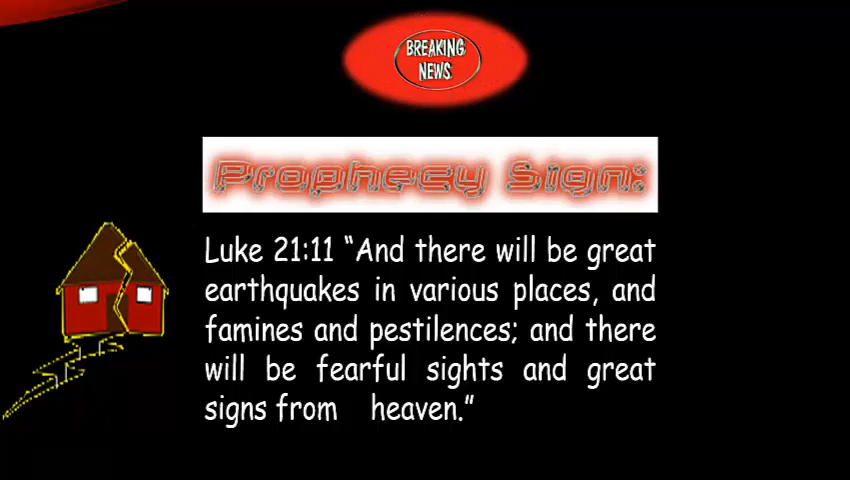 BREAKING
NEWS
Prophecy Sign:
Luke 21:11 “And there will be great
earthquakes in various places, and
famines and pestilences; and there
will be fearful sights and great
signs from heaven.”